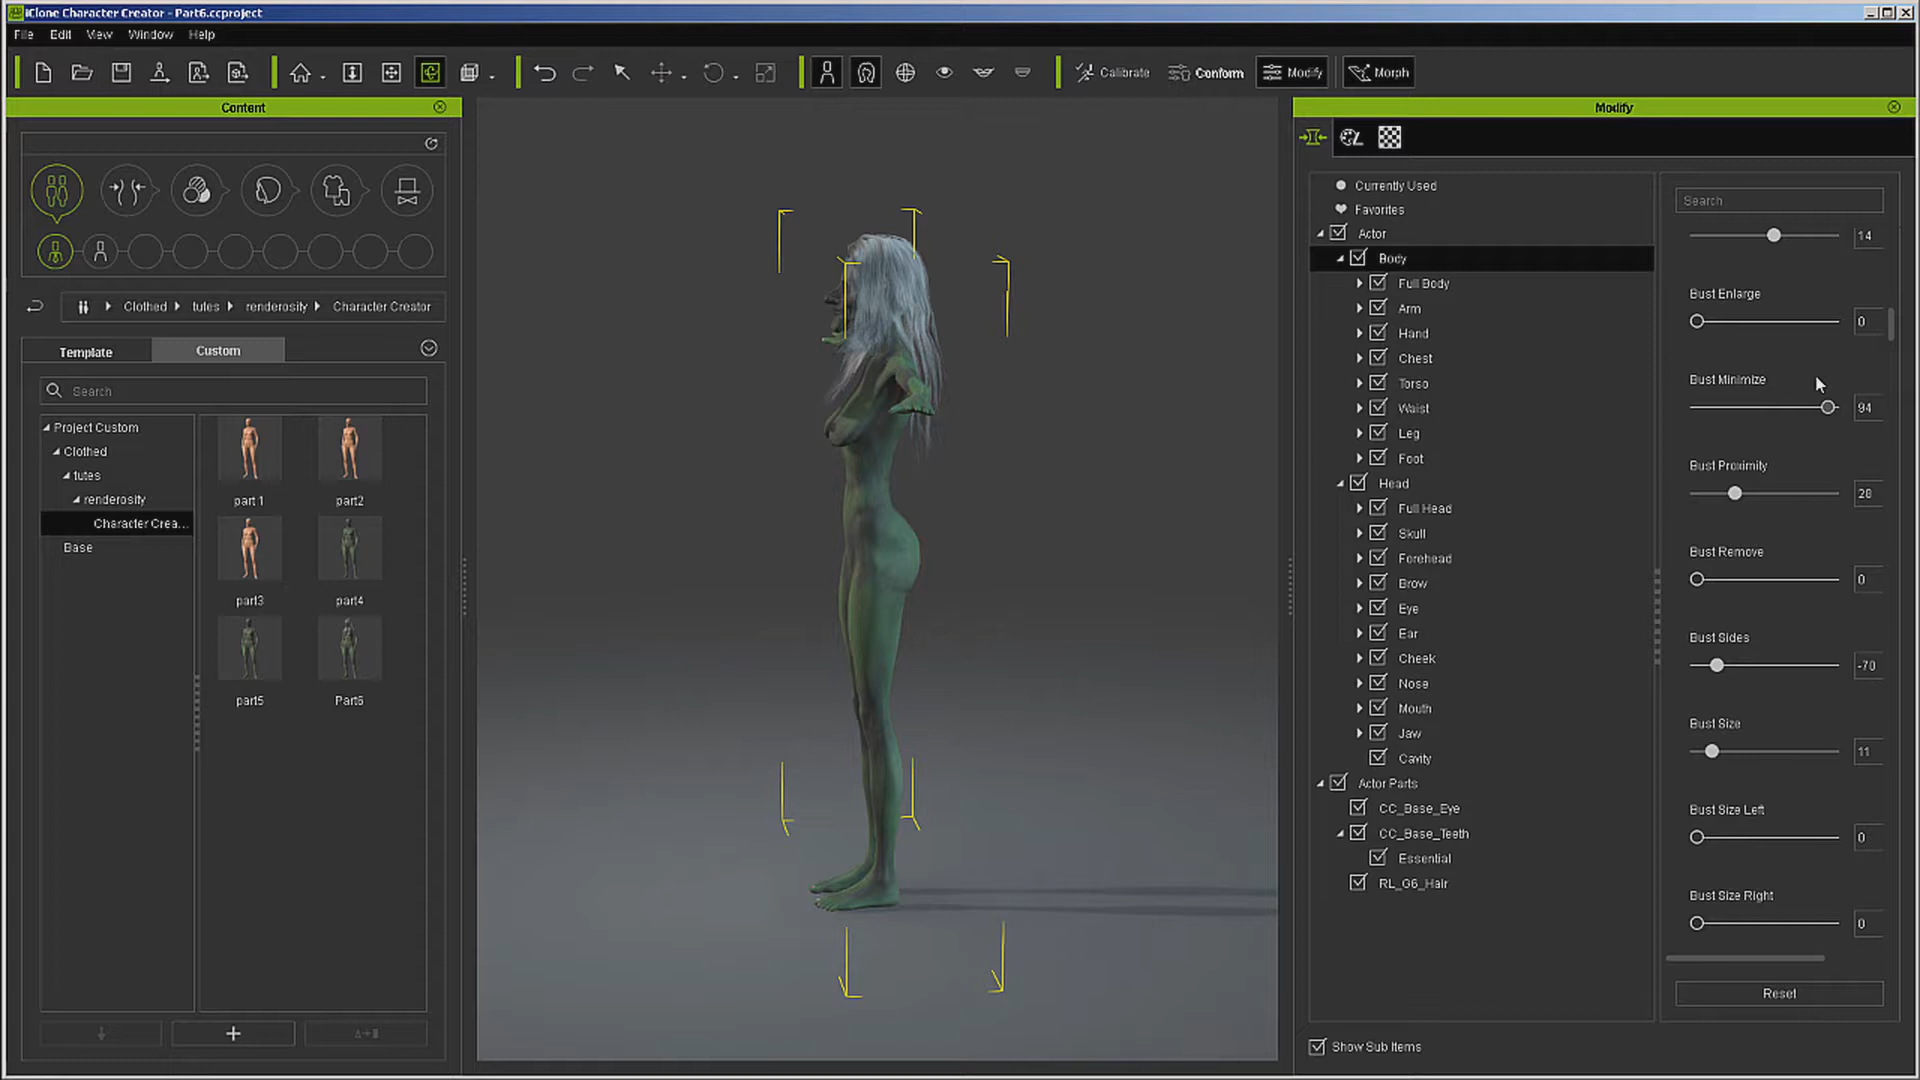 iClone Character Creator - Part6.ccproject
File Edit View Window Help
Calibrate Conform Modify Morph
Content
Clothed tutes renderosity Character Creator
Template Custom
Search
Project Custom
Clothed
tutes
renderosity
Character Crea...
Base
part 1 part2
part3 part4
part5 Part6
Modify
Currently Used
Favorites
Actor
Body
Full Body
Arm
Hand
Chest
Torso
Waist
Leg
Foot
Head
Full Head
Skull
Forehead
Brow
Eye
Ear
Cheek
Nose
Mouth
Jaw
Cavity
Actor Parts
CC_Base_Eye
CC_Base_Teeth
Essential
RL_G6_Hair
Show Sub Items
Search
14
Bust Enlarge
0
Bust Minimize
94
Bust Proximity
28
Bust Remove
0
Bust Sides
-70
Bust Size
11
Bust Size Left
0
Bust Size Right
0
Reset